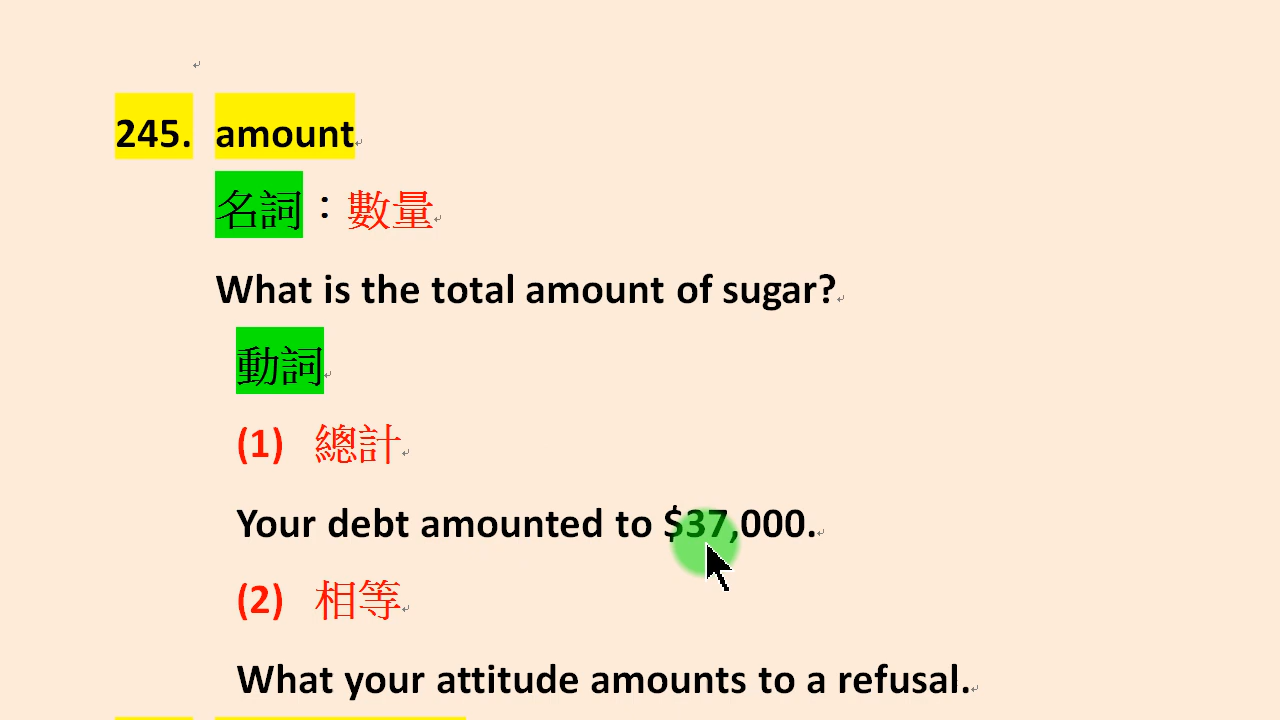 245. amount
名詞：數量
What is the total amount of sugar?
動詞
(1) 總計
Your debt amounted to $37,000.
(2) 相等
What your attitude amounts to a refusal.